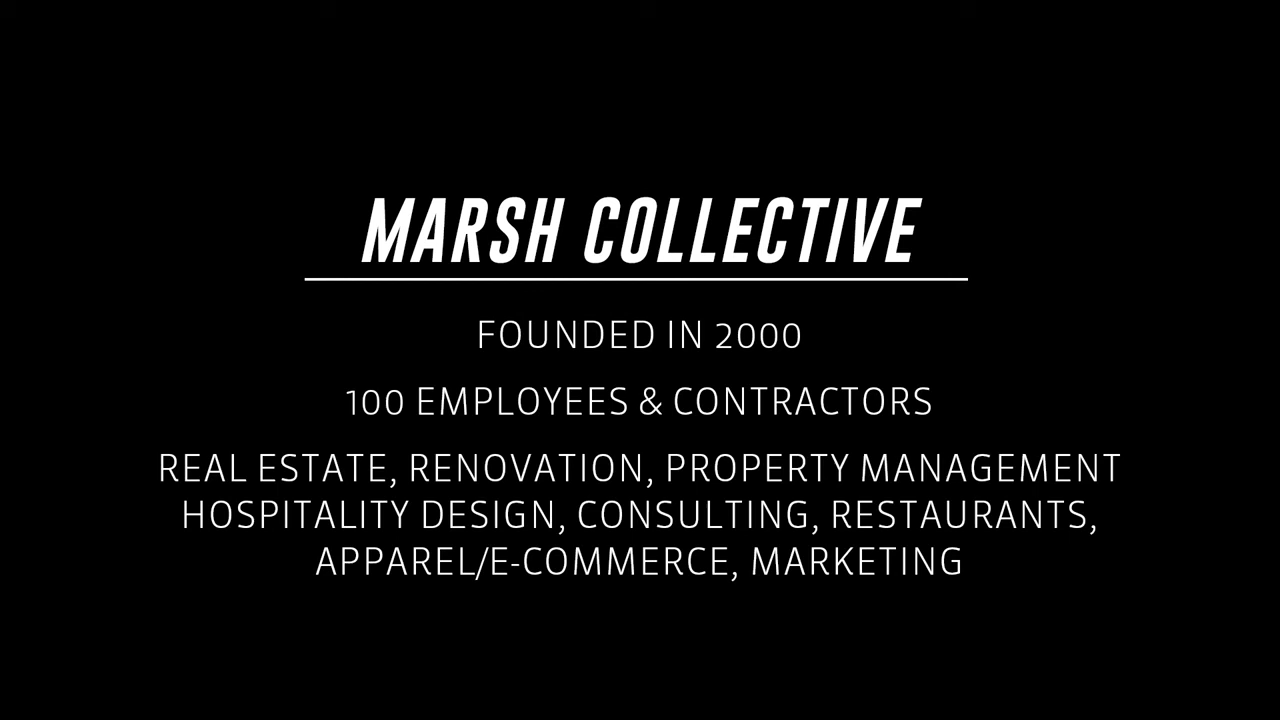 MARSH COLLECTIVE
FOUNDED IN 2000
100 EMPLOYEES & CONTRACTORS
REAL ESTATE, RENOVATION, PROPERTY MANAGEMENT
HOSPITALITY DESIGN, CONSULTING, RESTAURANTS,
APPAREL/E-COMMERCE, MARKETING